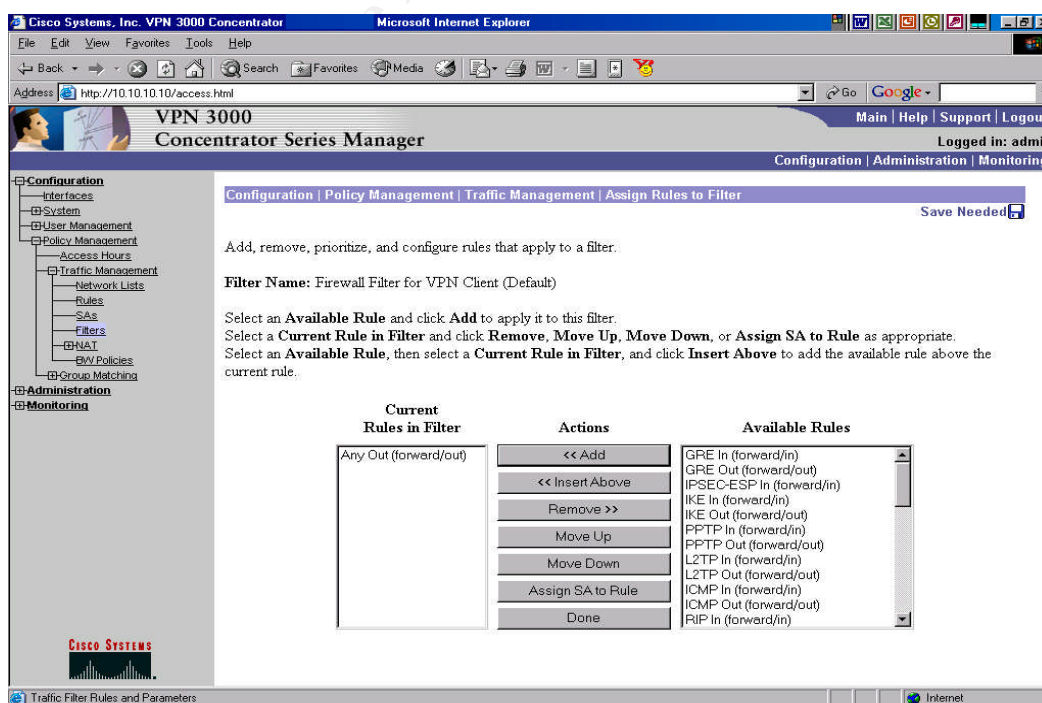 Cisco Systems, Inc. VPN 3000 Concentrator Microsoft Internet Explorer
File Edit View Favorites Tools Help
Back Search Favorites Media
Address http://10.10.10.10/access.html Go Google
VPN 3000
Concentrator Series Manager
Main | Help | Support | Logou
Logged in: admi
Configuration | Administration | Monitorin
Configuration
Interfaces
System
User Management
Policy Management
Access Hours
Traffic Management
Network Lists
Rules
SAs
Filters
NAT
BW Policies
Group Matching
Administration
Monitoring
Configuration | Policy Management | Traffic Management | Assign Rules to Filter
Save Needed
Add, remove, prioritize, and configure rules that apply to a filter.
Filter Name: Firewall Filter for VPN Client (Default)
Select an Available Rule and click Add to apply it to this filter.
Select a Current Rule in Filter and click Remove, Move Up, Move Down, or Assign SA to Rule as appropriate.
Select an Available Rule, then select a Current Rule in Filter, and click Insert Above to add the available rule above the
current rule.
Current
Rules in Filter
Any Out (forward/out)
Actions
<< Add
<< Insert Above
Remove >>
Move Up
Move Down
Assign SA to Rule
Done
Available Rules
GRE In (forward/in)
GRE Out (forward/out)
IPSEC-ESP In (forward/in)
IKE In (forward/in)
IKE Out (forward/out)
PPTP In (forward/in)
PPTP Out (forward/out)
L2TP In (forward/in)
L2TP Out (forward/out)
ICMP In (forward/in)
ICMP Out (forward/out)
RIP In (forward/in)
CISCO SYSTEMS
Traffic Filter Rules and Parameters Internet